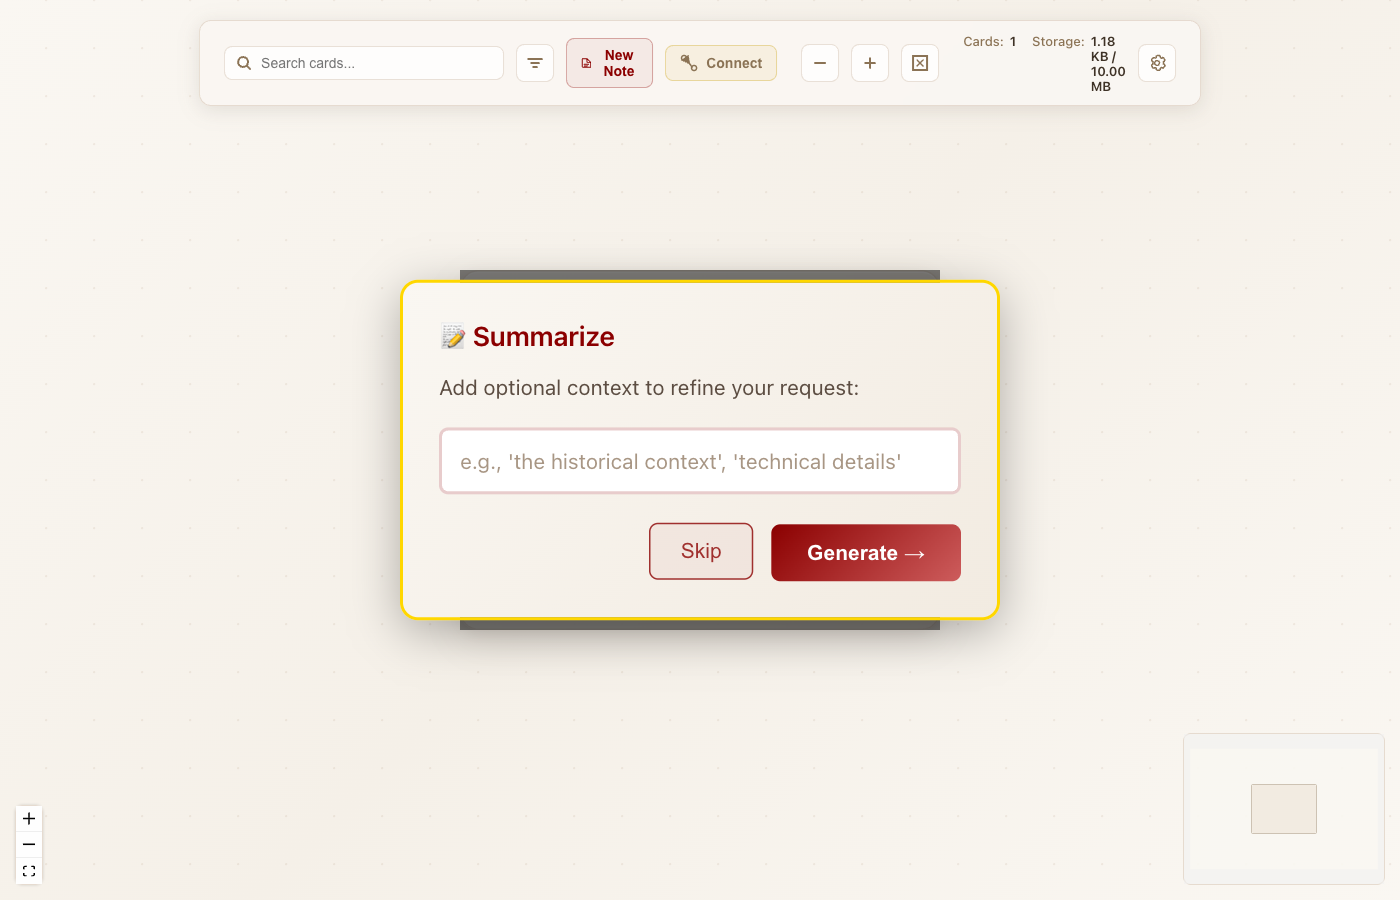 Search cards...
New
Note
Connect
Cards: 1
Storage: 1.18
KB /
10.00
MB
📝 Summarize
Add optional context to refine your request:
e.g., 'the historical context', 'technical details'
Skip
Generate →